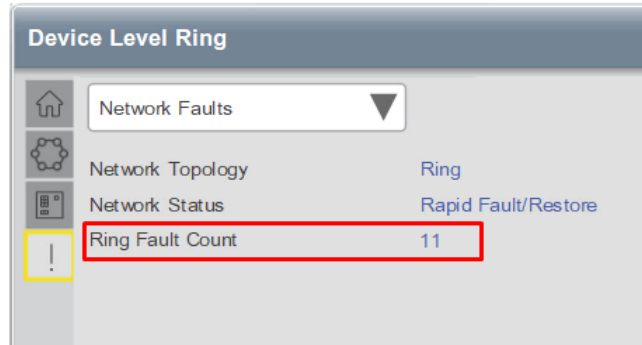 Device Level Ring
Network Faults
Network Topology Ring
Network Status Rapid Fault/Restore
Ring Fault Count 11
!